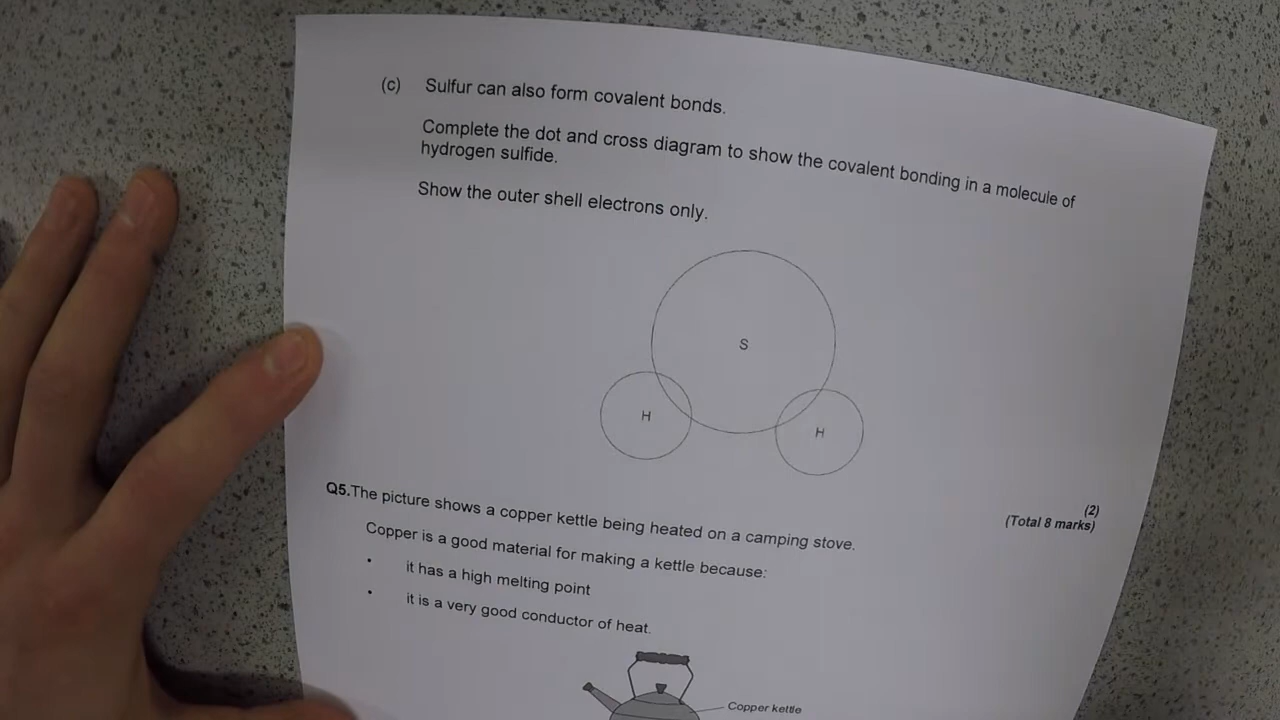 (c) Sulfur can also form covalent bonds.
Complete the dot and cross diagram to show the covalent bonding in a molecule of
hydrogen sulfide.
Show the outer shell electrons only.
S
H
H
(2)
(Total 8 marks)
Q5.The picture shows a copper kettle being heated on a camping stove.
Copper is a good material for making a kettle because:
• it has a high melting point
• it is a very good conductor of heat.
Copper kettle